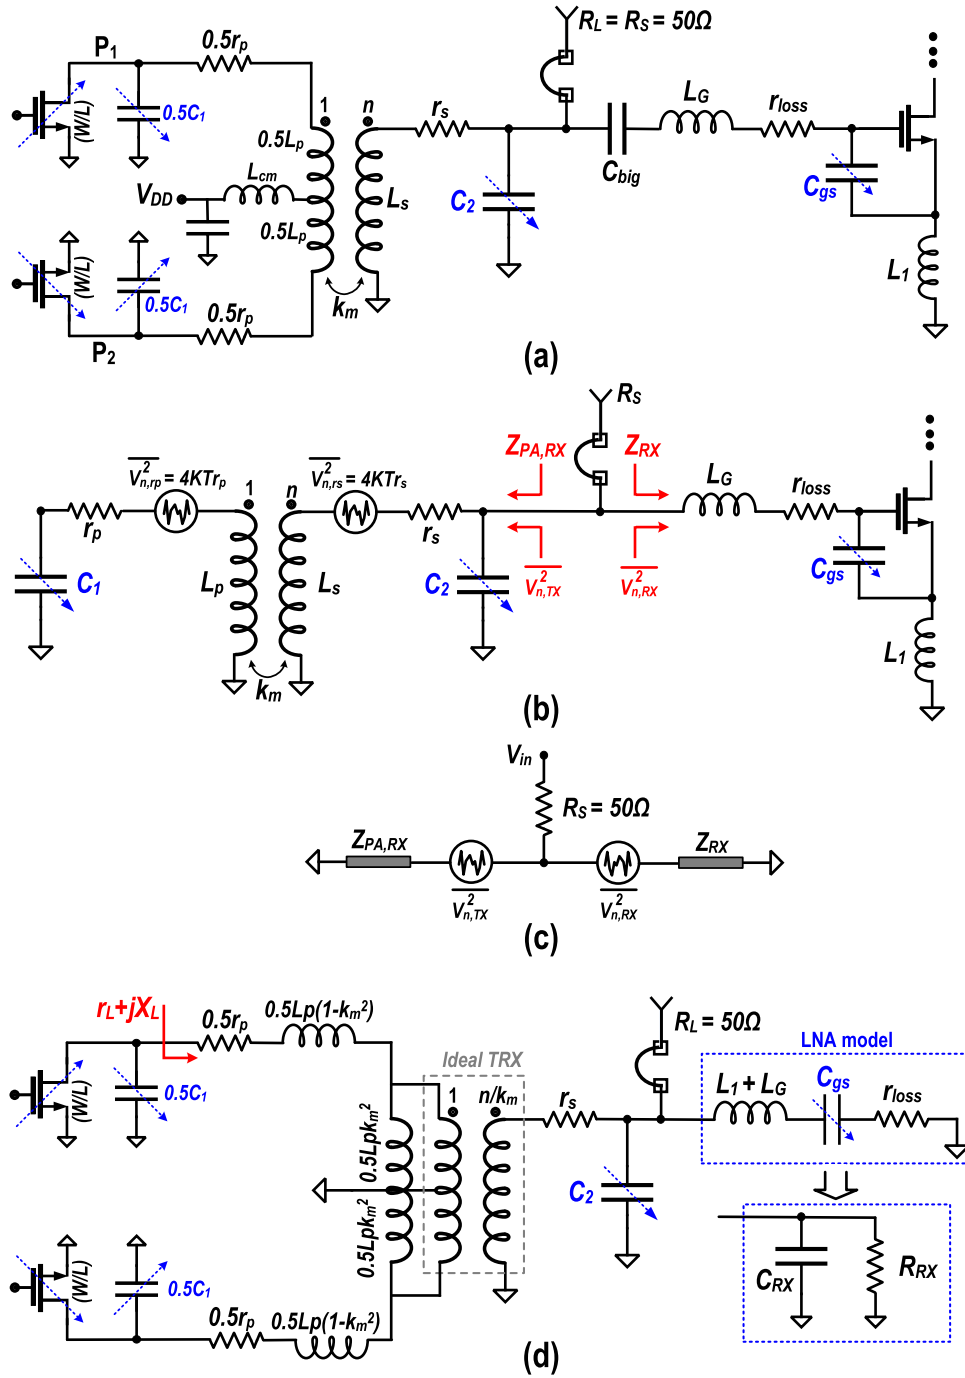 P1
0.5rp
RL = RS = 50Ω
(W/L)
0.5C1
1
n
rs
LG
rloss
0.5Lp
Lcm
VDD
Ls
C2
Cbig
Cgs
0.5Lp
(W/L)
0.5C1
0.5rp
km
L1
P2
(a)
RS
V²n,rp = 4KTrp
V²n,rs = 4KTrs
ZPA,RX
ZRX
1
n
LG
rloss
rp
rs
C1
Lp
Ls
C2
V²n,TX
V²n,RX
Cgs
L1
km
(b)
Vin
RS = 50Ω
ZPA,RX
ZRX
V²n,TX
V²n,RX
(c)
rL+jXL
0.5rp
0.5Lp(1-km²)
RL = 50Ω
LNA model
(W/L)
0.5C1
Ideal TRX
1
n/km
rs
L1 + LG
Cgs
rloss
0.5Lpkm²
0.5Lpkm²
C2
CRX
RRX
(W/L)
0.5C1
0.5rp
0.5Lp(1-km²)
(d)